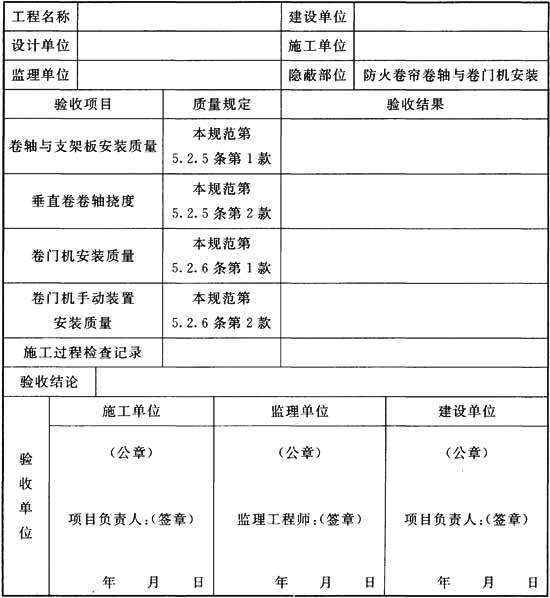 工程名称 建设单位
设计单位 施工单位
监理单位 隐蔽部位 防火卷帘卷轴与卷门机安装
验收项目 质量规定 验收结果
卷轴与支架板安装质量 本规范第
5.2.5条第1款
垂直卷卷轴挠度 本规范第
5.2.5条第2款
卷门机安装质量 本规范第
5.2.6条第1款
卷门机手动装置 本规范第
安装质量 5.2.6条第2款
施工过程检查记录
验收结论
验收单位
施工单位 监理单位 建设单位
(公章) (公章) (公章)
项目负责人:(签章) 监理工程师:(签章) 项目负责人:(签章)
年 月 日 年 月 日 年 月 日